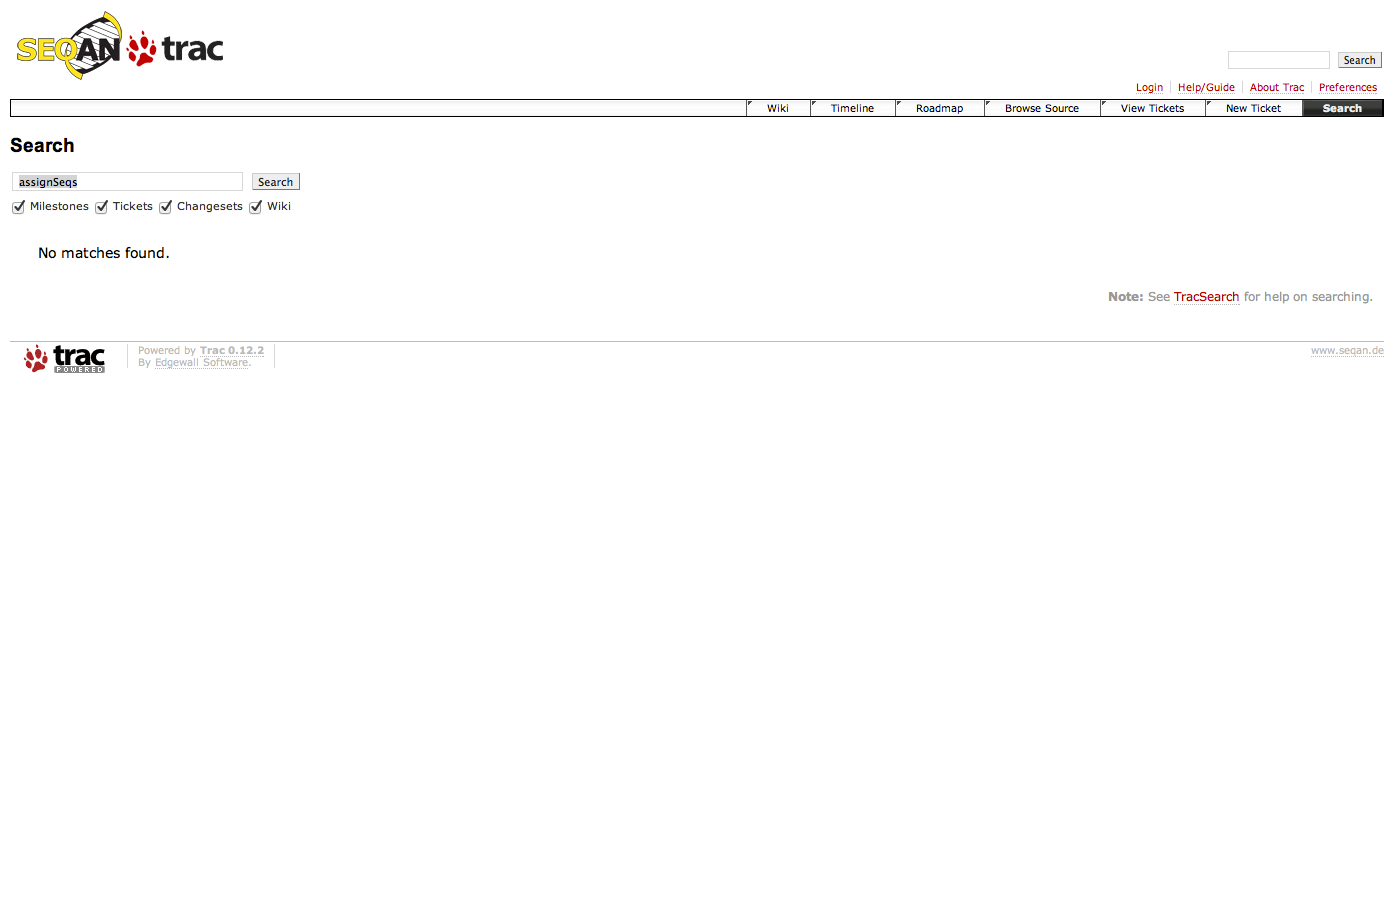 SEQAN trac
Search
Login Help/Guide About Trac Preferences
Wiki Timeline Roadmap Browse Source View Tickets New Ticket Search
Search
assignSeqs Search
Milestones Tickets Changesets Wiki
No matches found.
Note: See TracSearch for help on searching.
trac POWERED
Powered by Trac 0.12.2
By Edgewall Software.
www.seqan.de